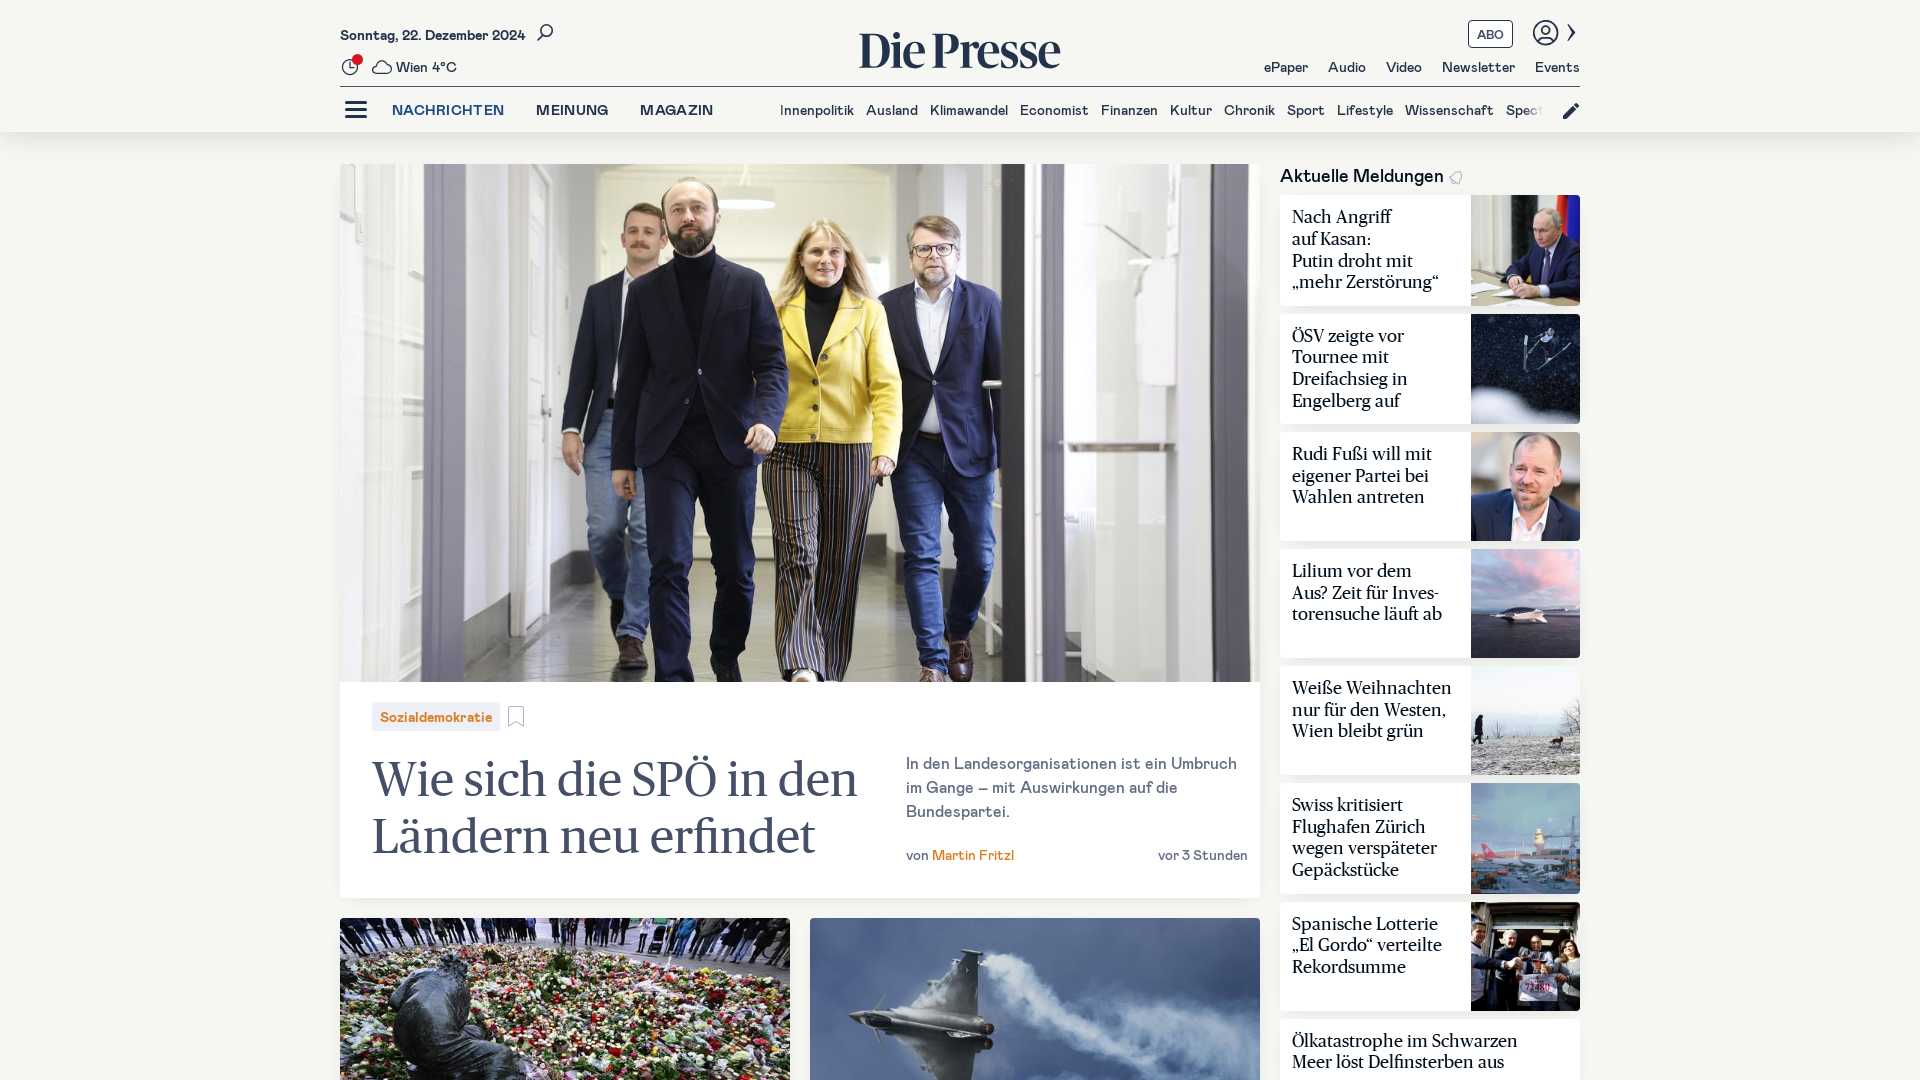 Sonntag, 22. Dezember 2024
Wien 4°C
Die Presse
ABO
ePaper Audio Video Newsletter Events
NACHRICHTEN MEINUNG MAGAZIN
Innenpolitik Ausland Klimawandel Economist Finanzen Kultur Chronik Sport Lifestyle Wissenschaft Spect
Sozialdemokratie
Wie sich die SPÖ in den
Ländern neu erfindet
In den Landesorganisationen ist ein Umbruch
im Gange – mit Auswirkungen auf die
Bundespartei.
von Martin Fritzl
vor 3 Stunden
Aktuelle Meldungen
Nach Angriff
auf Kasan:
Putin droht mit
„mehr Zerstörung“
ÖSV zeigte vor
Tournee mit
Dreifachsieg in
Engelberg auf
Rudi Fußi will mit
eigener Partei bei
Wahlen antreten
Lilium vor dem
Aus? Zeit für Inves-
torensuche läuft ab
Weiße Weihnachten
nur für den Westen,
Wien bleibt grün
Swiss kritisiert
Flughafen Zürich
wegen verspäteter
Gepäckstücke
Spanische Lotterie
„El Gordo“ verteilte
Rekordsumme
72480
Ölkatastrophe im Schwarzen
Meer löst Delfinsterben aus